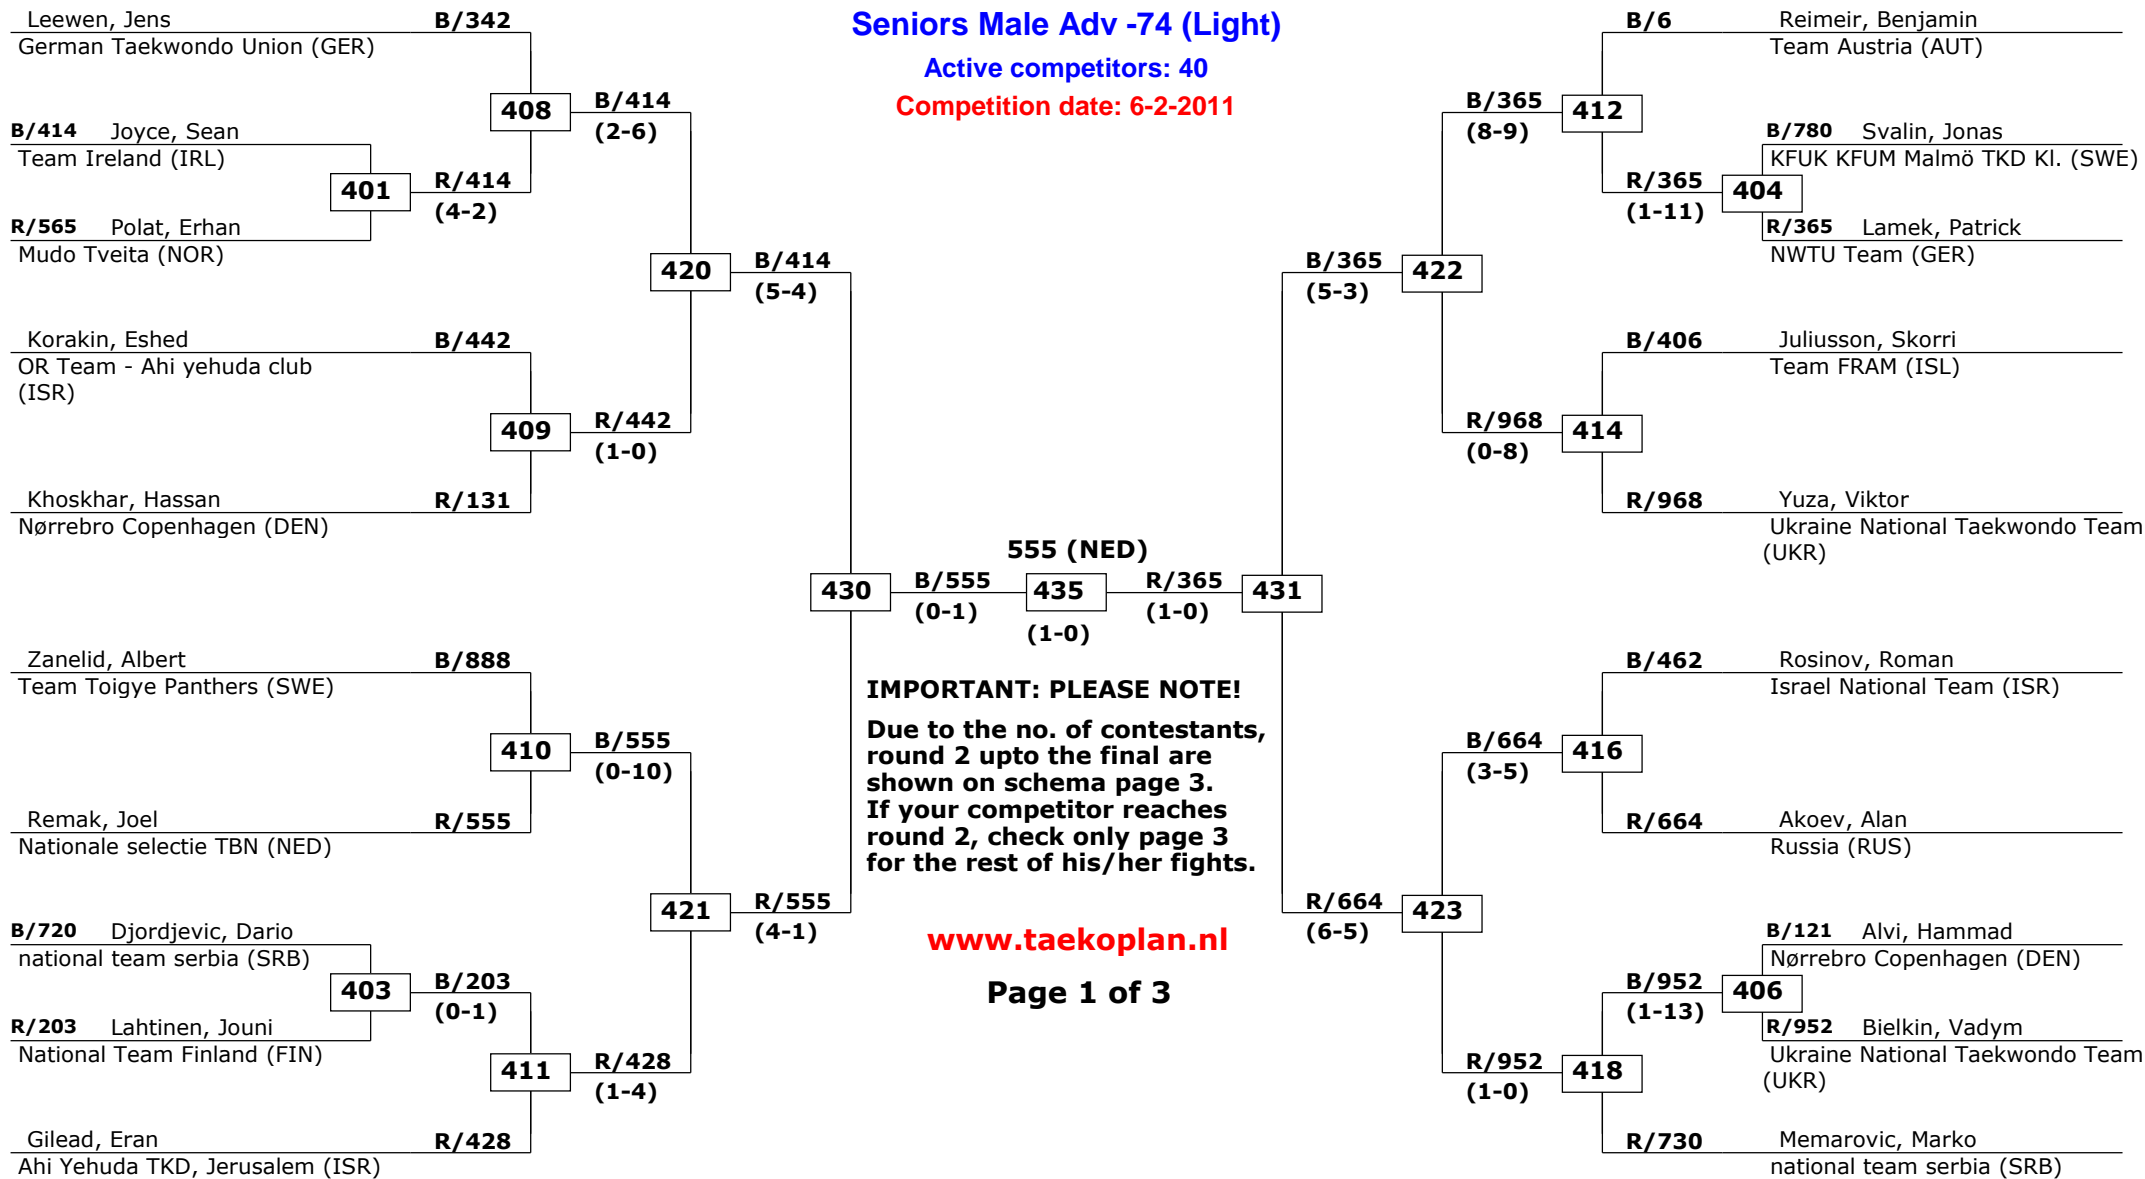 Seniors Male Adv -74 (Light)
Active competitors: 40
Competition date: 6-2-2011
Leewen, Jens B/342
German Taekwondo Union (GER)
408
B/414
(2-6)
B/414 Joyce, Sean
Team Ireland (IRL)
401
R/414
(4-2)
R/565 Polat, Erhan
Mudo Tveita (NOR)
420
B/414
(5-4)
Korakin, Eshed B/442
OR Team - Ahi yehuda club
(ISR)
409
R/442
(1-0)
Khoskhar, Hassan R/131
Nørrebro Copenhagen (DEN)
430
B/555
(0-1)
Zanelid, Albert B/888
Team Toigye Panthers (SWE)
410
B/555
(0-10)
Remak, Joel R/555
Nationale selectie TBN (NED)
421
R/555
(4-1)
B/720 Djordjevic, Dario
national team serbia (SRB)
403
B/203
(0-1)
R/203 Lahtinen, Jouni
National Team Finland (FIN)
411
R/428
(1-4)
Gilead, Eran R/428
Ahi Yehuda TKD, Jerusalem (ISR)
555 (NED)
435
(1-0)
IMPORTANT: PLEASE NOTE!
Due to the no. of contestants,
round 2 upto the final are
shown on schema page 3.
If your competitor reaches
round 2, check only page 3
for the rest of his/her fights.
www.taekoplan.nl
Page 1 of 3
B/6 Reimeir, Benjamin
Team Austria (AUT)
B/365
(8-9)
412
B/780 Svalin, Jonas
KFUK KFUM Malmö TKD Kl. (SWE)
R/365
(1-11)
404
R/365 Lamek, Patrick
NWTU Team (GER)
B/365
(5-3)
422
B/406 Juliusson, Skorri
Team FRAM (ISL)
R/968
(0-8)
414
R/968 Yuza, Viktor
Ukraine National Taekwondo Team
(UKR)
R/365
(1-0)
431
B/462 Rosinov, Roman
Israel National Team (ISR)
B/664
(3-5)
416
R/664 Akoev, Alan
Russia (RUS)
R/664
(6-5)
423
B/121 Alvi, Hammad
Nørrebro Copenhagen (DEN)
B/952
(1-13)
406
R/952 Bielkin, Vadym
Ukraine National Taekwondo Team
(UKR)
R/952
(1-0)
418
R/730 Memarovic, Marko
national team serbia (SRB)